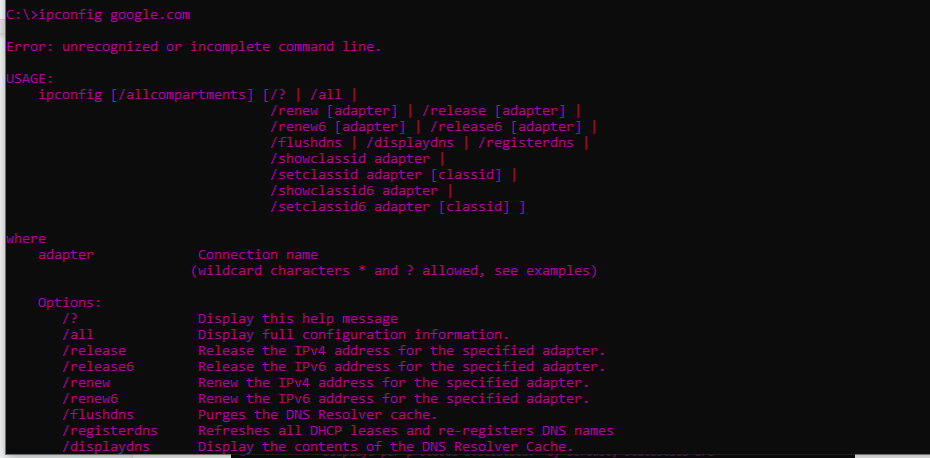 C:\>ipconfig google.com
Error: unrecognized or incomplete command line.
USAGE:
ipconfig [/allcompartments] [/? | /all |
/renew [adapter] | /release [adapter] |
/renew6 [adapter] | /release6 [adapter] |
/flushdns | /displaydns | /registerdns |
/showclassid adapter |
/setclassid adapter [classid] |
/showclassid6 adapter |
/setclassid6 adapter [classid] ]
where
adapter Connection name
(wildcard characters * and ? allowed, see examples)
Options:
/? Display this help message
/all Display full configuration information.
/release Release the IPv4 address for the specified adapter.
/release6 Release the IPv6 address for the specified adapter.
/renew Renew the IPv4 address for the specified adapter.
/renew6 Renew the IPv6 address for the specified adapter.
/flushdns Purges the DNS Resolver cache.
/registerdns Refreshes all DHCP leases and re-registers DNS names
/displaydns Display the contents of the DNS Resolver Cache.